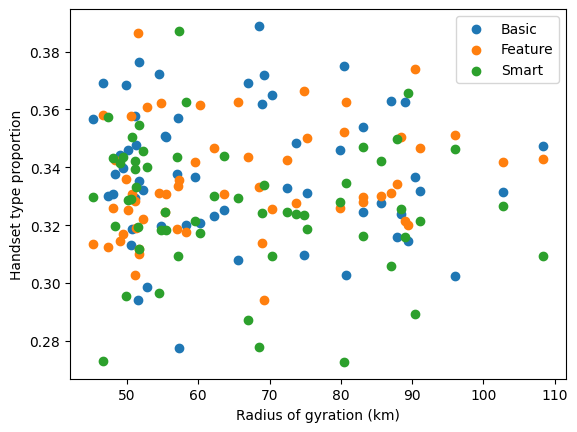 Basic
Feature
Smart
0.38
0.36
0.34
0.32
0.30
0.28
Handset type proportion
50 60 70 80 90 100 110
Radius of gyration (km)